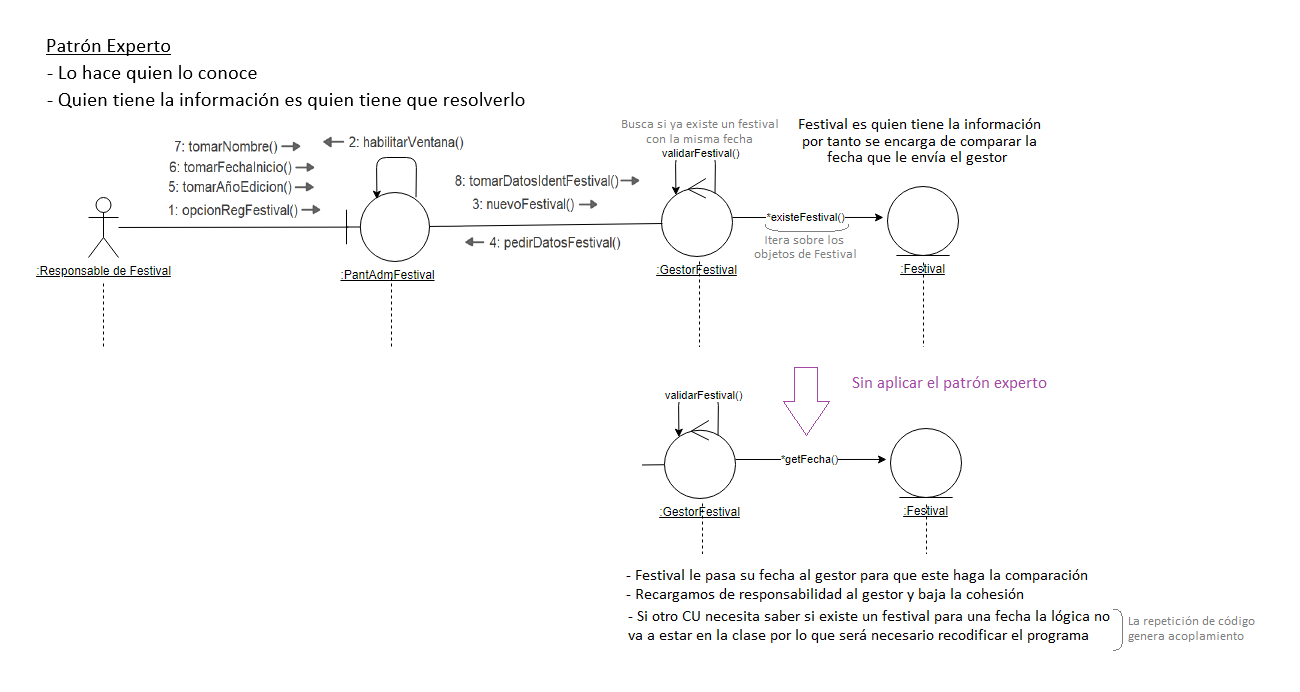 Patrón Experto
- Lo hace quien lo conoce
- Quien tiene la información es quien tiene que resolverlo
7: tomarNombre()
6: tomarFechaInicio()
5: tomarAñoEdicion()
1: opcionRegFestival()
2: habilitarVentana()
8: tomarDatosIdentFestival()
3: nuevoFestival()
4: pedirDatosFestival()
Busca si ya existe un festival
con la misma fecha
validarFestival()
Festival es quien tiene la información
por tanto se encarga de comparar la
fecha que le envía el gestor
*existeFestival()
Itera sobre los
objetos de Festival
:Responsable de Festival
:PantAdmFestival
:GestorFestival
:Festival
Sin aplicar el patrón experto
validarFestival()
*getFecha()
:GestorFestival
:Festival
- Festival le pasa su fecha al gestor para que este haga la comparación
- Recargamos de responsabilidad al gestor y baja la cohesión
- Si otro CU necesita saber si existe un festival para una fecha la lógica no
va a estar en la clase por lo que será necesario recodificar el programa
La repetición de código
genera acoplamiento